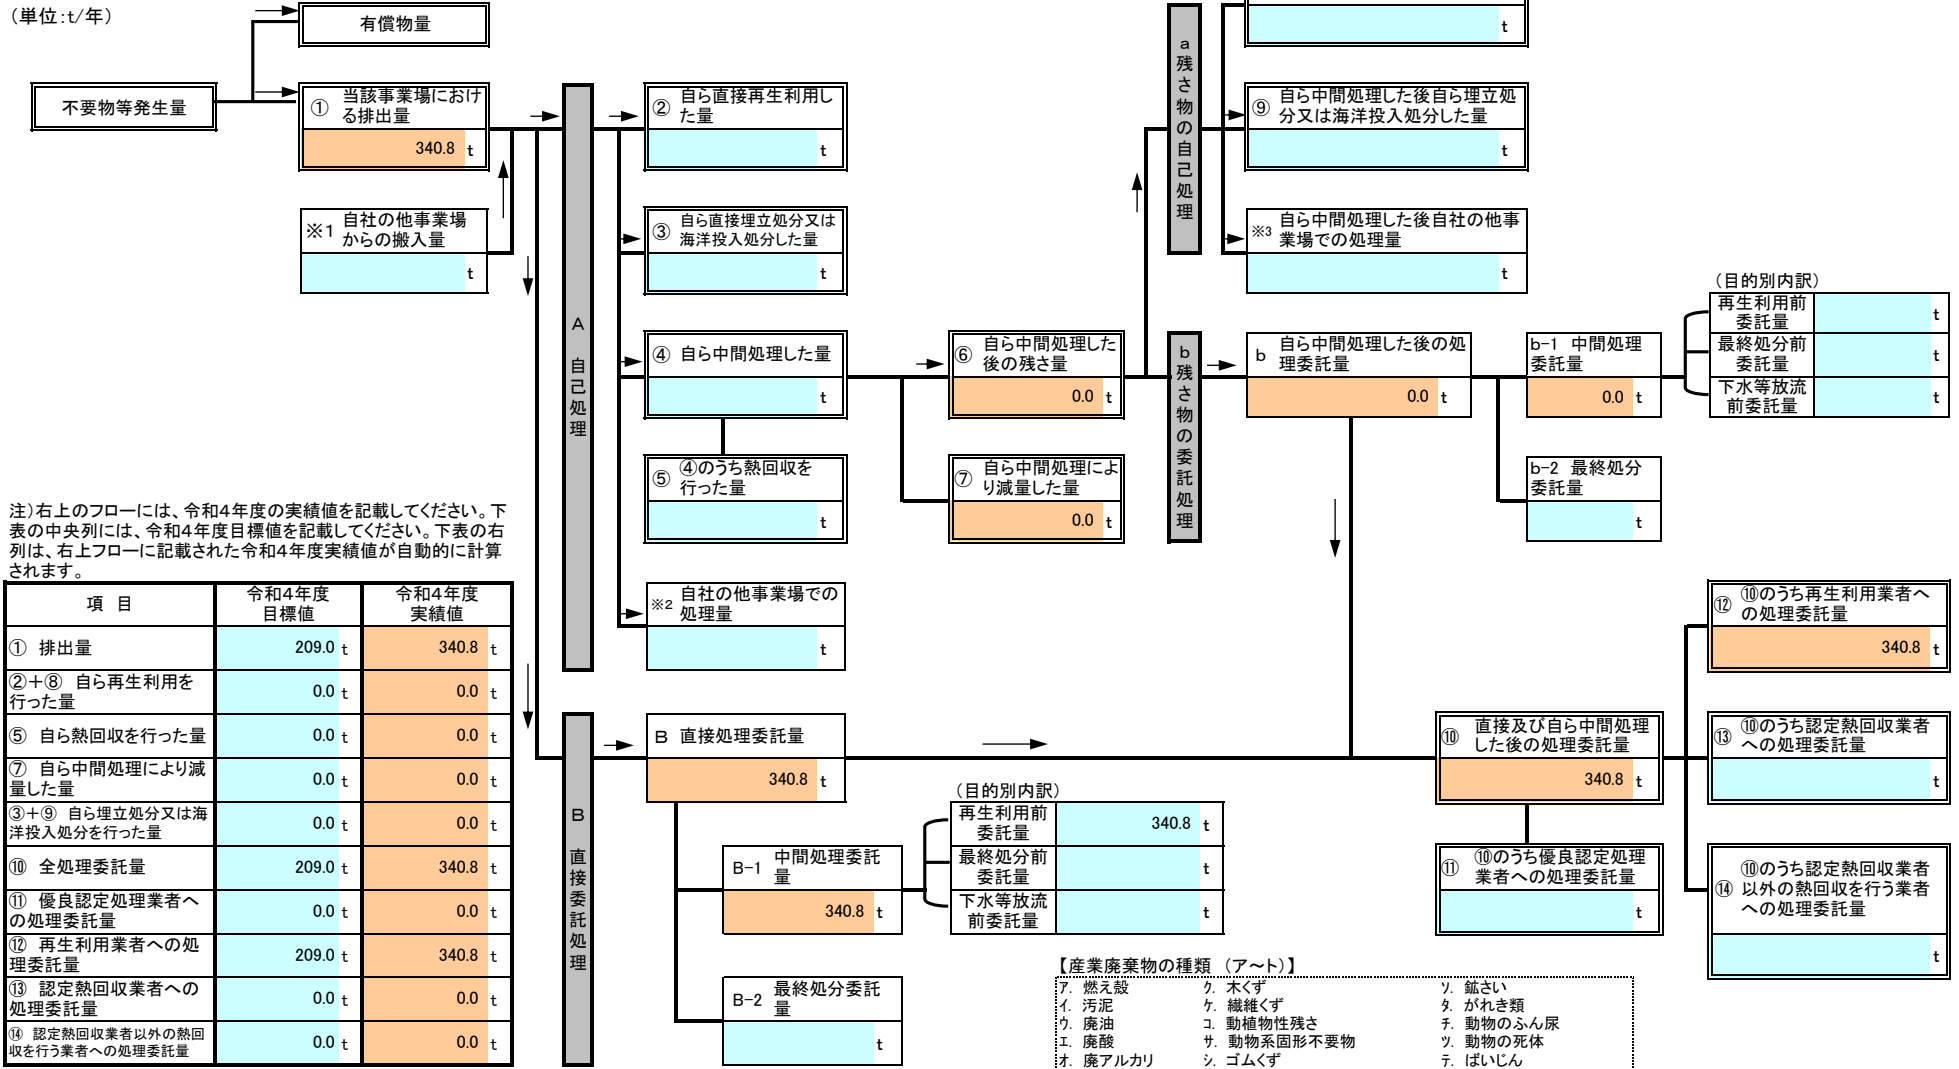 （単位：t/年）
有償物量
不要物等発生量
① 当該事業場におけ
る排出量
340.8 t
※1 自社の他事業場
からの搬入量
t
A 自己処理
② 自ら直接再生利用し
た量
t
③ 自ら直接埋立処分又は
海洋投入処分した量
t
④ 自ら中間処理した量
t
⑤ ④のうち熱回収を
行った量
t
※2 自社の他事業場での
処理量
t
⑥ 自ら中間処理した
後の残さ量
0.0 t
⑦ 自ら中間処理によ
り減量した量
0.0 t
a 残さ物の自己処理
t
⑨ 自ら中間処理した後自ら埋立処
分又は海洋投入処分した量
t
※3 自ら中間処理した後自社の他事
業場での処理量
t
b 残さ物の委託処理
b 自ら中間処理した後の処
理委託量
0.0 t
b-1 中間処理
委託量
0.0 t
b-2 最終処分
委託量
t
（目的別内訳）
再生利用前
委託量
t
最終処分前
委託量
t
下水等放流
前委託量
t
注）右上のフローには、令和4年度の実績値を記載してください。下
表の中央列には、令和4年度目標値を記載してください。下表の右
列は、右上フローに記載された令和4年度実績値が自動的に計算
されます。
項 目 令和4年度 目標値 令和4年度 実績値
① 排出量 209.0 t 340.8 t
②＋⑧ 自ら再生利用を
行った量 0.0 t 0.0 t
⑤ 自ら熱回収を行った量 0.0 t 0.0 t
⑦ 自ら中間処理により減
量した量 0.0 t 0.0 t
③＋⑨ 自ら埋立処分又は海
洋投入処分を行った量 0.0 t 0.0 t
⑩ 全処理委託量 209.0 t 340.8 t
⑪ 優良認定処理業者へ
の処理委託量 0.0 t 0.0 t
⑫ 再生利用業者への処
理委託量 209.0 t 340.8 t
⑬ 認定熱回収業者への
処理委託量 0.0 t 0.0 t
⑭ 認定熱回収業者以外の熱回
収を行う業者への処理委託量 0.0 t 0.0 t
B 直接委託処理
B 直接処理委託量
340.8 t
B-1 中間処理委託
量
340.8 t
B-2 最終処分委託
量
t
（目的別内訳）
再生利用前
委託量
340.8 t
最終処分前
委託量
t
下水等放流
前委託量
t
⑩ 直接及び自ら中間処理
した後の処理委託量
340.8 t
⑪ ⑩のうち優良認定処理
業者への処理委託量
t
⑫ ⑩のうち再生利用業者へ
の処理委託量
340.8 t
⑬ ⑩のうち認定熱回収業者
への処理委託量
t
⑭ ⑩のうち認定熱回収業者
以外の熱回収を行う業者
への処理委託量
t
【産業廃棄物の種類 （ア～ト）】
ア. 燃え殻 ク. 木くず ソ. 鉱さい
イ. 汚泥 ケ. 繊維くず タ. がれき類
ウ. 廃油 コ. 動植物性残さ チ. 動物のふん尿
エ. 廃酸 サ. 動物系固形不要物 ツ. 動物の死体
オ. 廃アルカリ シ. ゴムくず テ. ばいじん